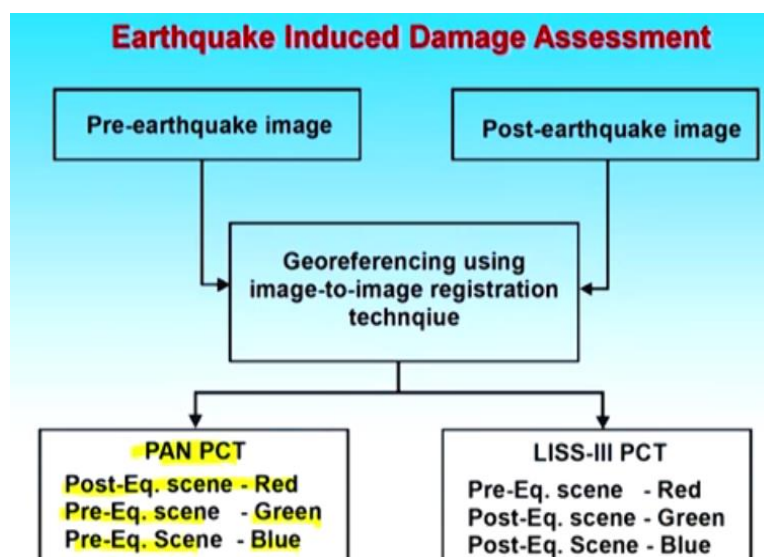 Earthquake Induced Damage Assessment
Pre-earthquake image
Post-earthquake image
Georeferencing using
image-to-image registration
technqiue
PAN PCT
Post-Eq. scene - Red
Pre-Eq. scene - Green
Pre-Eq. Scene - Blue
LISS-III PCT
Pre-Eq. scene - Red
Post-Eq. scene - Green
Post-Eq. Scene - Blue